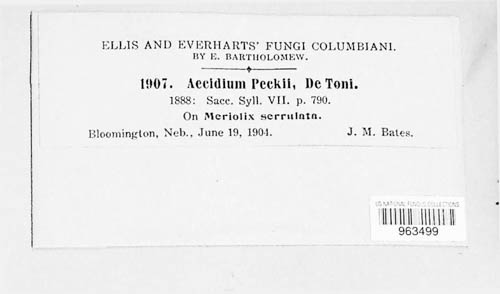 ELLIS AND EVERHARTS' FUNGI COLUMBIANI.
BY E. BARTHOLOMEW.
1907. Aecidium Peckii, De Toni.
1888: Sacc. Syll. VII. p. 790.
On Meriolix serrulata.
Bloomington, Neb., June 19, 1904. J. M. Bates.
US NATIONAL FUNGUS COLLECTIONS
963499